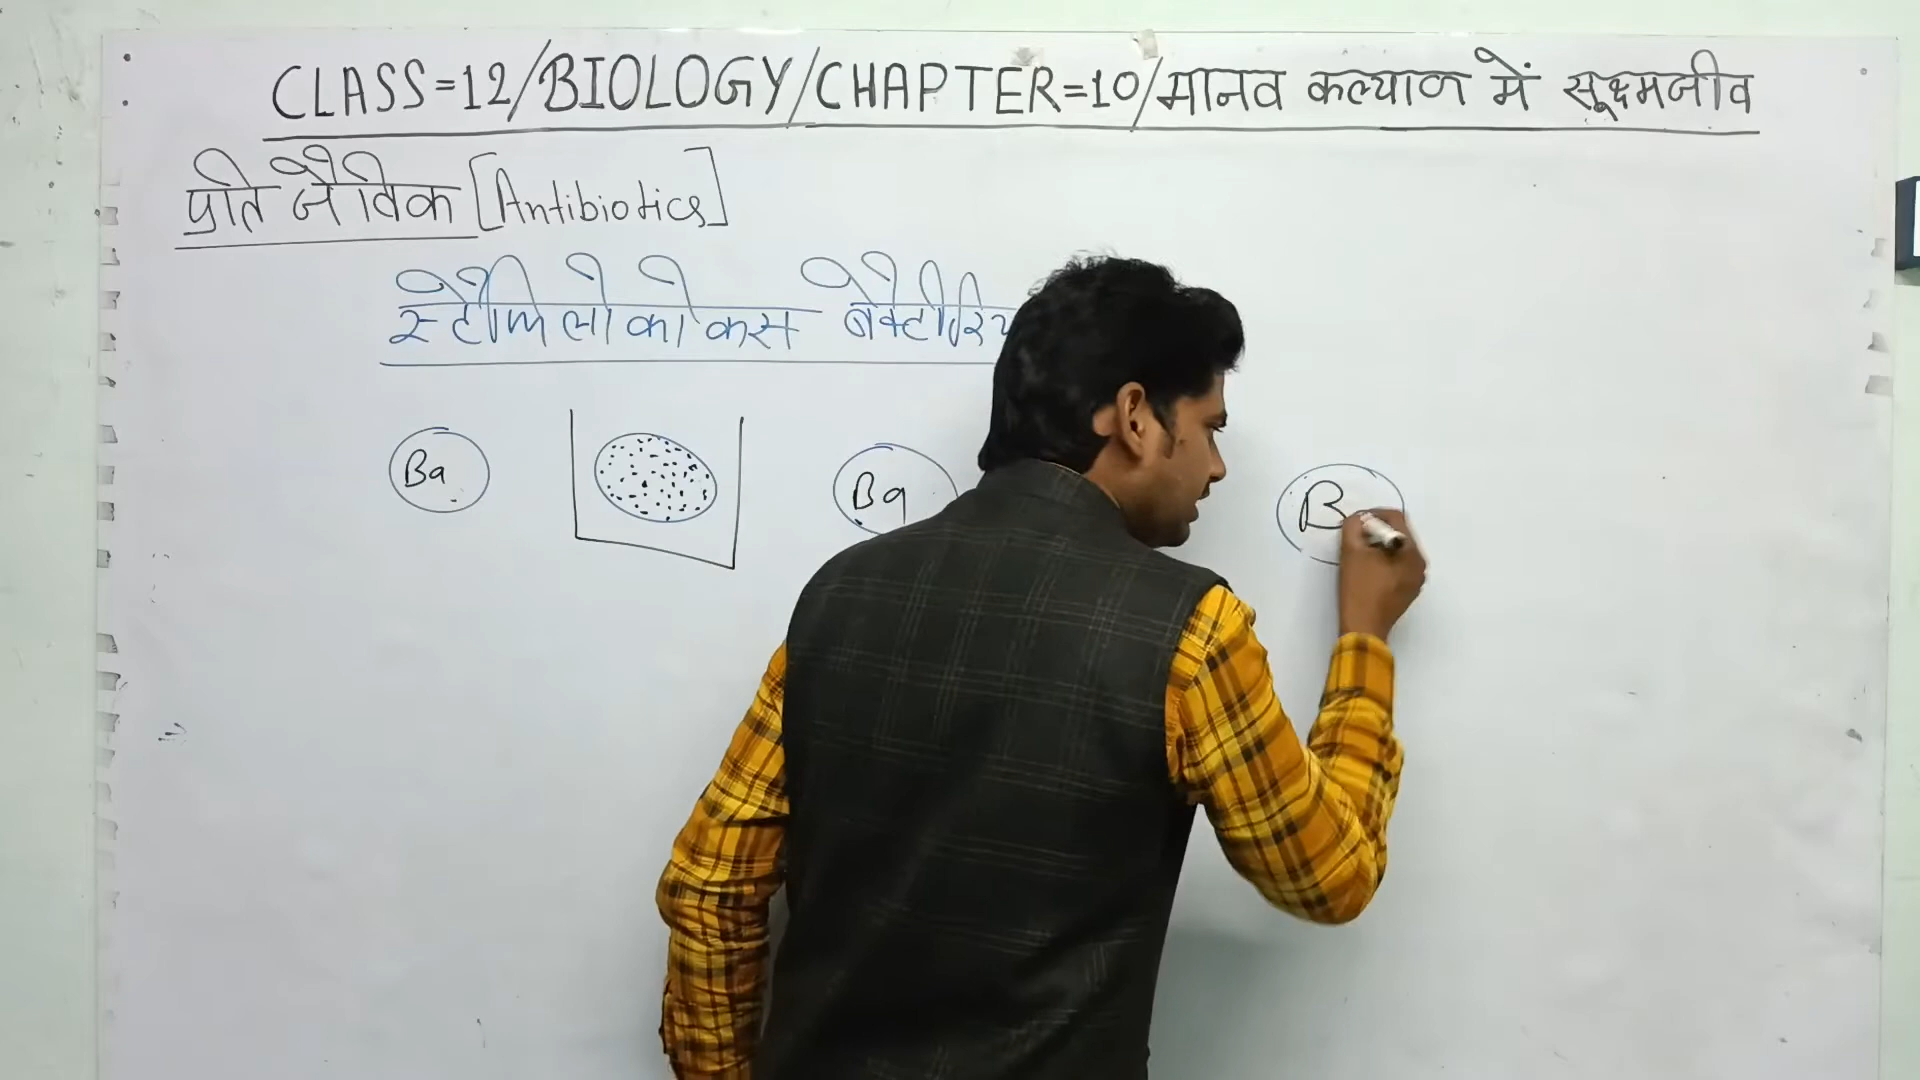 CLASS=12/BIOLOGY/CHAPTER=10/मानव कल्याण में सूक्ष्मजीव
प्रति जैविक [Antibiotics]
स्टैफिलोकोकस
Ba Ba B